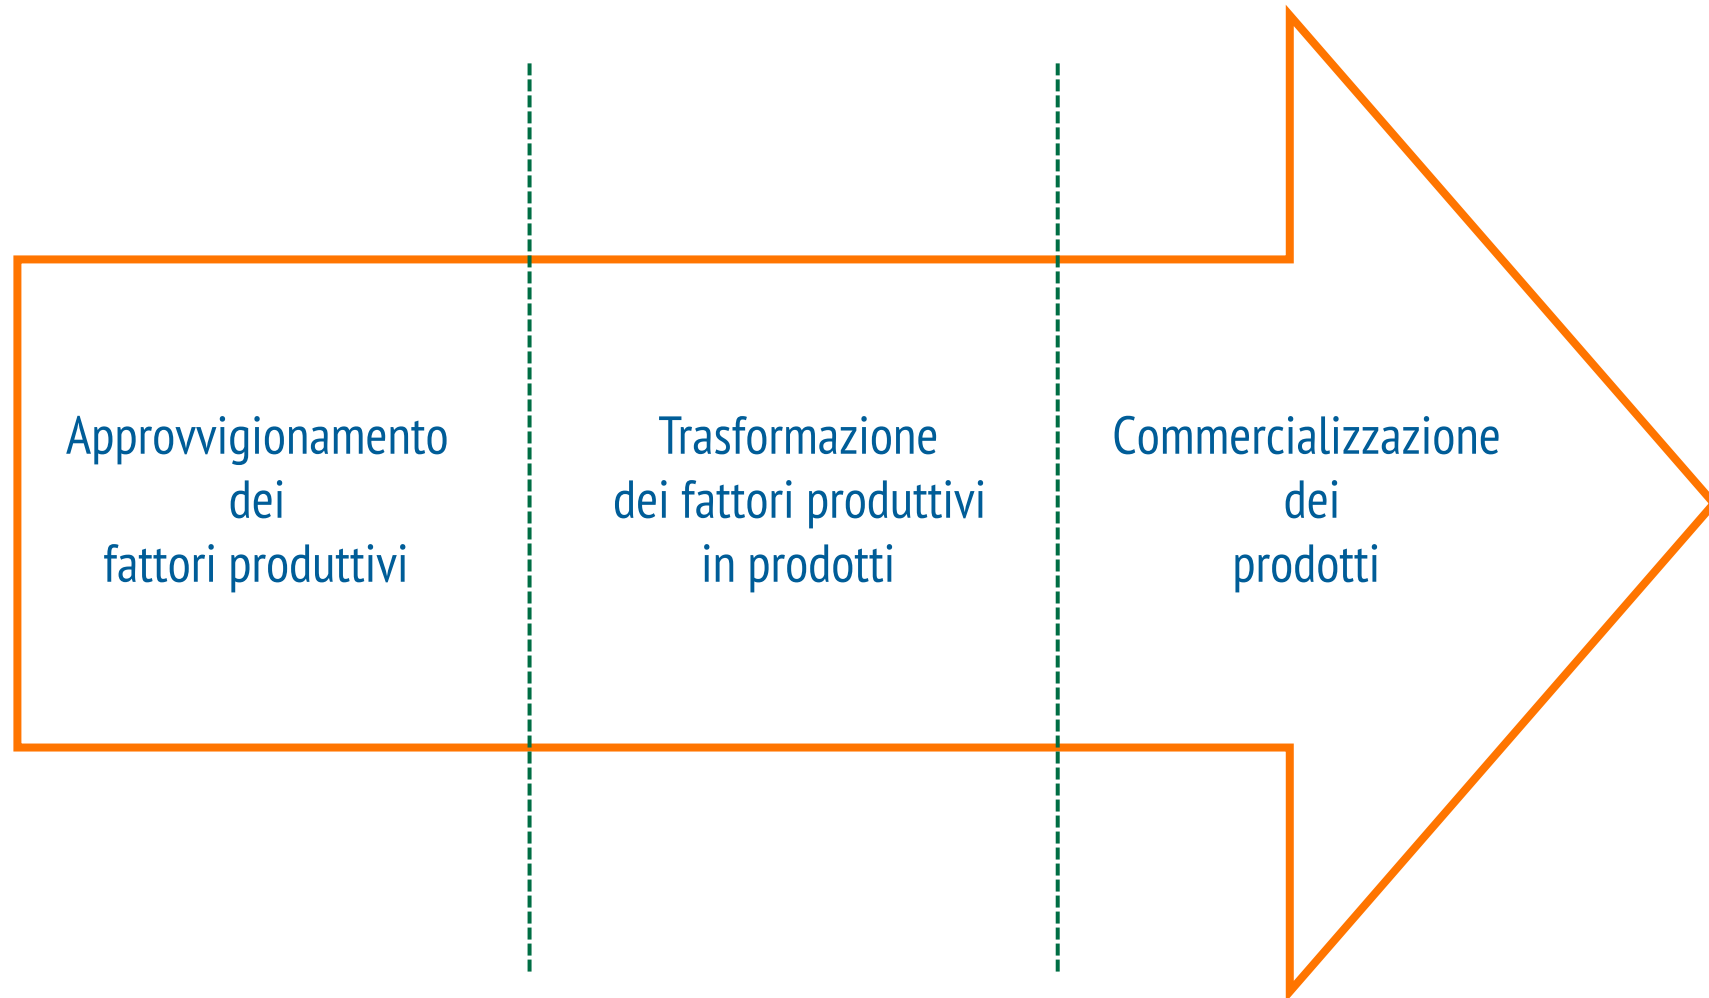 Approvvigionamento
dei
fattori produttivi
Trasformazione
dei fattori produttivi
in prodotti
Commercializzazione
dei
prodotti